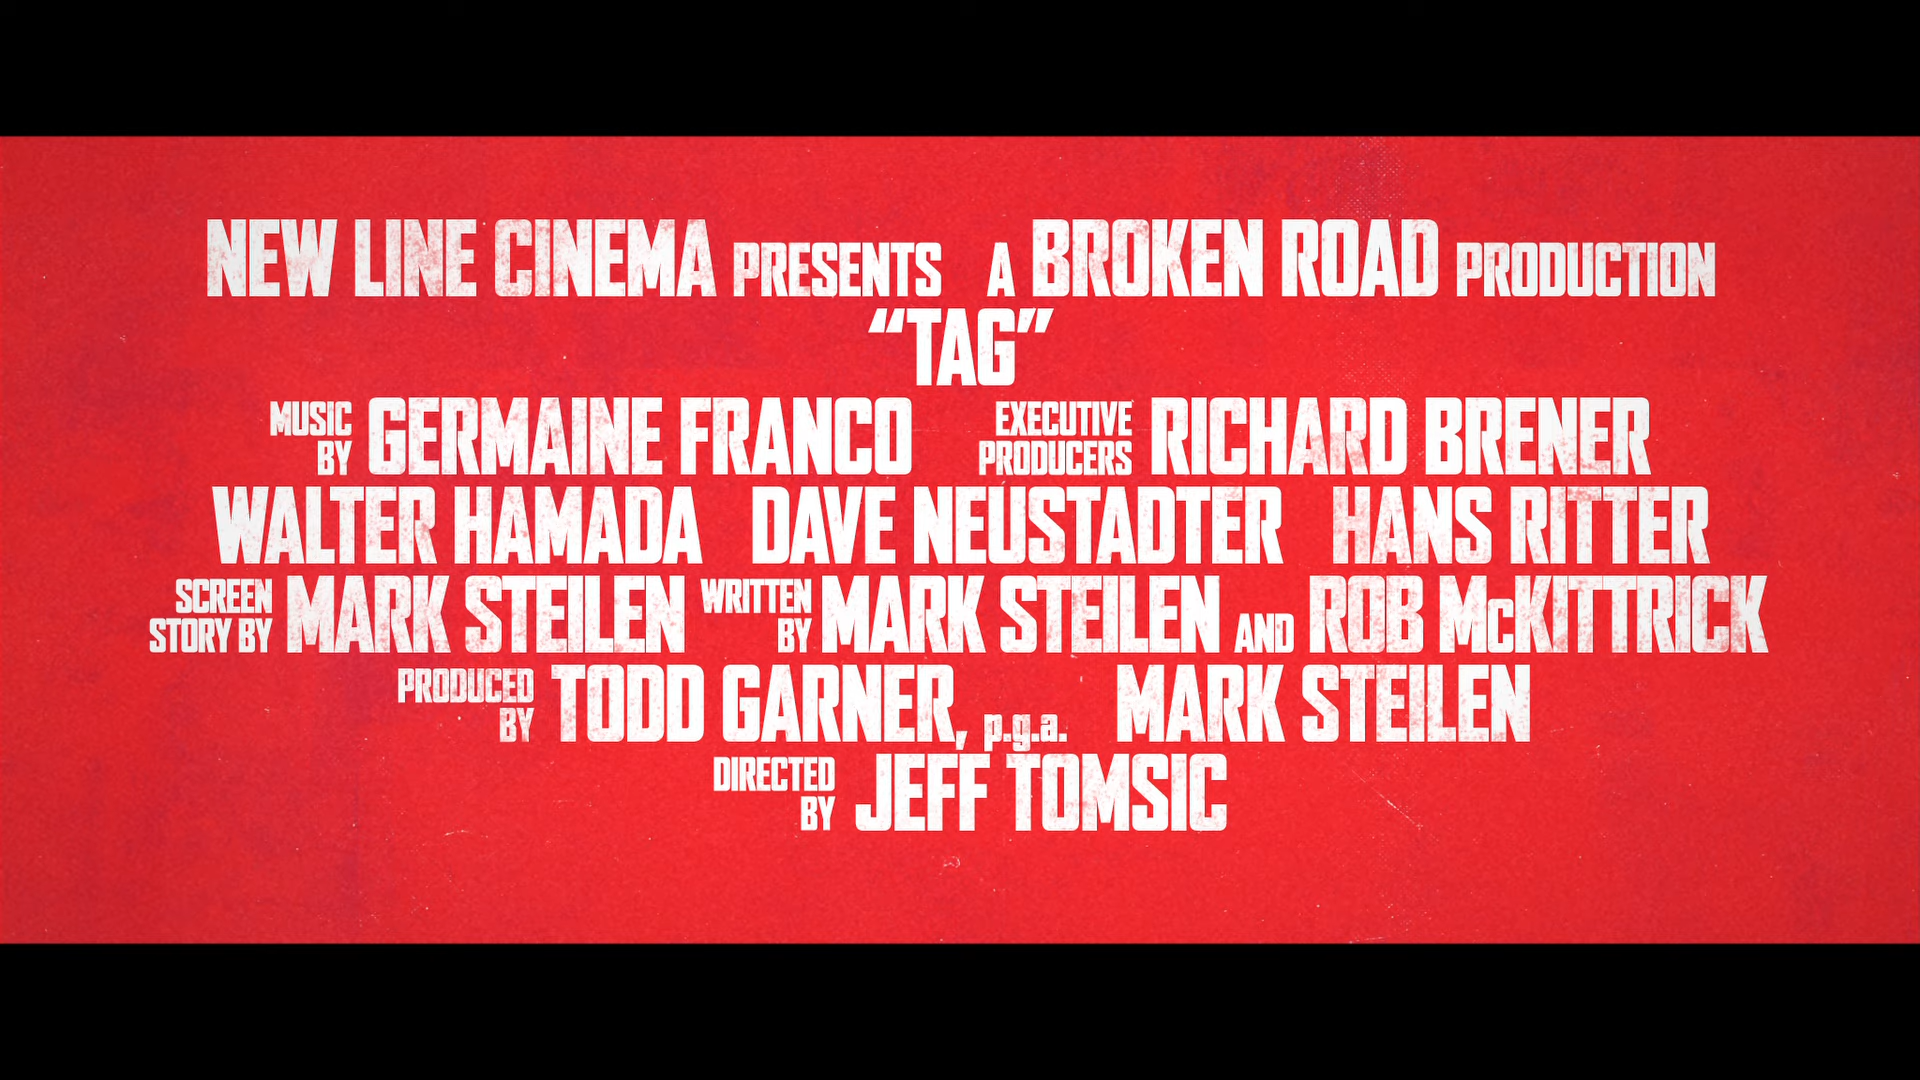 NEW LINE CINEMA PRESENTS A BROKEN ROAD PRODUCTION
“TAG”
MUSIC BY GERMAINE FRANCO EXECUTIVE PRODUCERS RICHARD BRENER
WALTER HAMADA DAVE NEUSTADTER HANS RITTER
SCREEN STORY BY MARK STEILEN WRITTEN BY MARK STEILEN AND ROB McKITTRICK
PRODUCED BY TODD GARNER, p.g.a. MARK STEILEN
DIRECTED BY JEFF TOMSIC